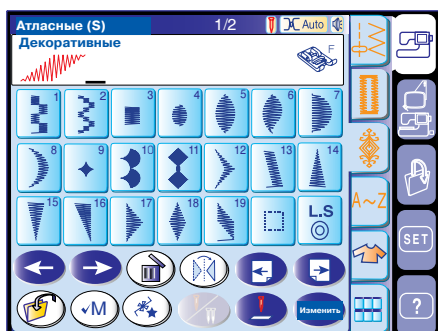 Атласные (S) 1/2 Auto
Декоративные F
1 2 3 4 5 6 7
8 9 10 11 12 13 14
15 16 17 18 19 L.S
A~Z
SET
✓M Изменить ?